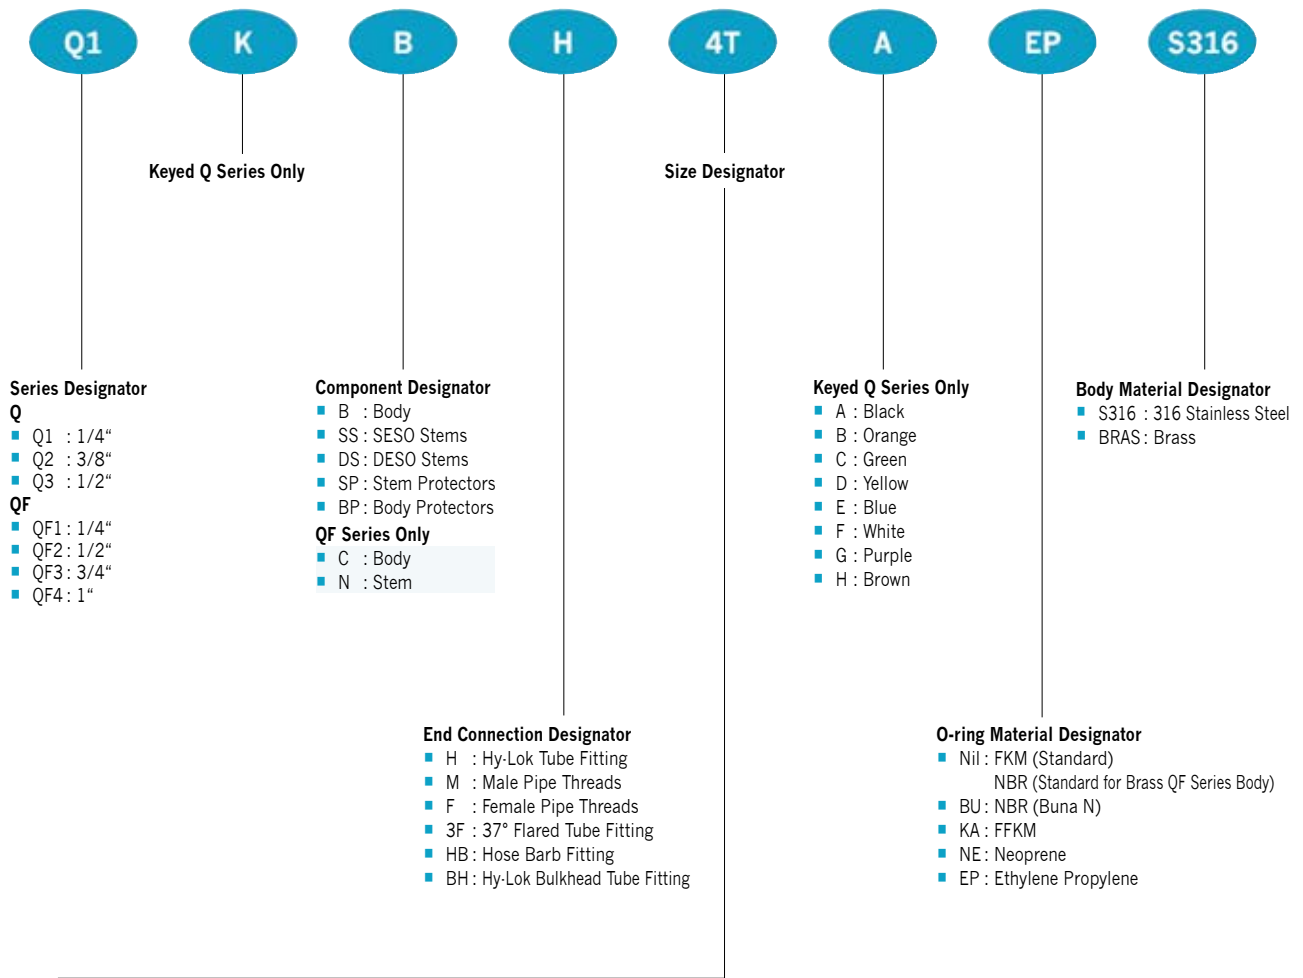 Q1 K B H 4T A EP S316
Keyed Q Series Only
Size Designator
Series Designator
Q
Q1 : 1/4“
Q2 : 3/8“
Q3 : 1/2“
QF
QF1 : 1/4“
QF2 : 1/2“
QF3 : 3/4“
QF4 : 1“
Component Designator
B : Body
SS : SESO Stems
DS : DESO Stems
SP : Stem Protectors
BP : Body Protectors
QF Series Only
C : Body
N : Stem
Keyed Q Series Only
A : Black
B : Orange
C : Green
D : Yellow
E : Blue
F : White
G : Purple
H : Brown
Body Material Designator
S316 : 316 Stainless Steel
BRAS : Brass
End Connection Designator
H : Hy-Lok Tube Fitting
M : Male Pipe Threads
F : Female Pipe Threads
3F : 37° Flared Tube Fitting
HB : Hose Barb Fitting
BH : Hy-Lok Bulkhead Tube Fitting
O-ring Material Designator
Nil : FKM (Standard)
NBR (Standard for Brass QF Series Body)
BU : NBR (Buna N)
KA : FFKM
NE : Neoprene
EP : Ethylene Propylene